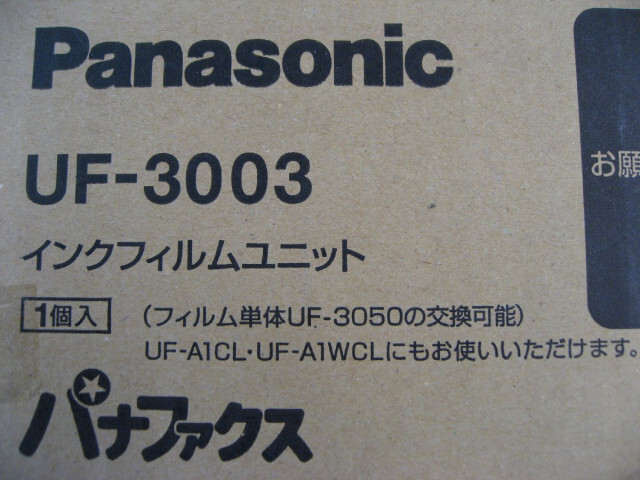 Panasonic
UF-3003
インクフィルムユニット
1個入 (フィルム単体UF-3050の交換可能)
UF-A1CL・UF-A1WCLにもお使いいただけます。
パナファクス
お願